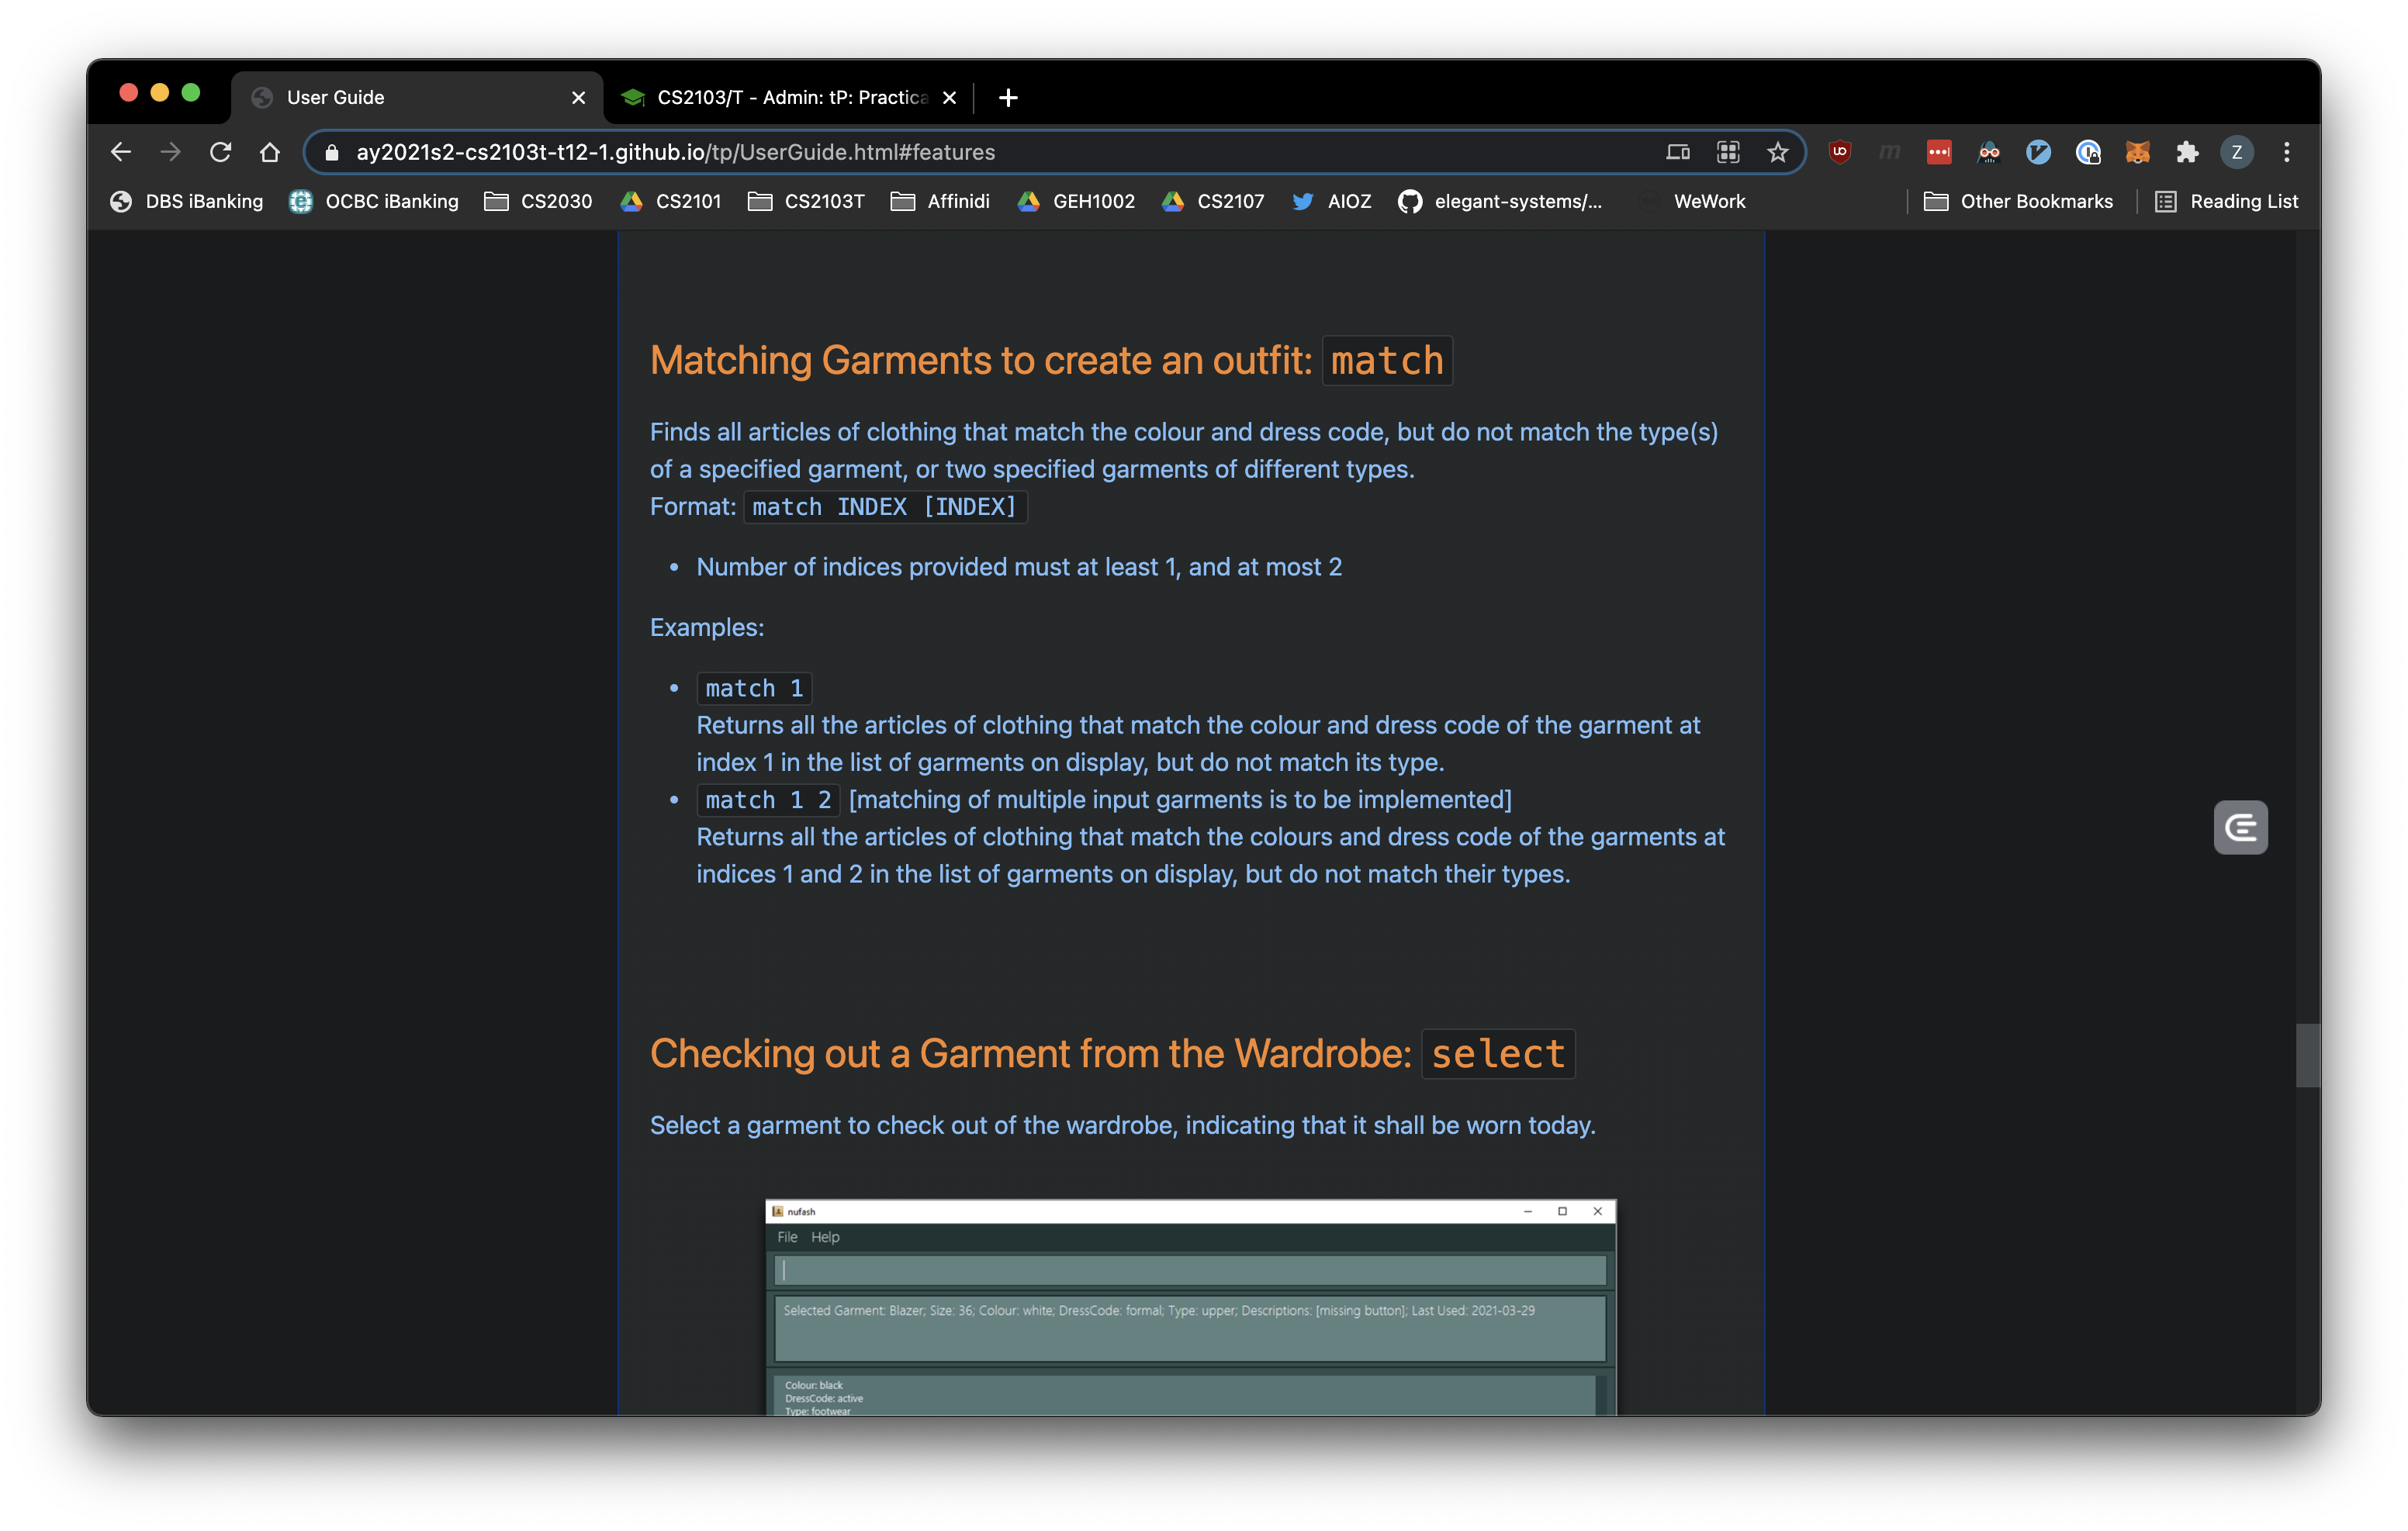 User Guide
CS2103/T - Admin: tP: Practica
ay2021s2-cs2103t-t12-1.github.io/tp/UserGuide.html#features
Z
DBS iBanking OCBC iBanking CS2030 CS2101 CS2103T Affinidi GEH1002 CS2107 AIOZ elegant-systems/... WeWork Other Bookmarks Reading List
Matching Garments to create an outfit: match
Finds all articles of clothing that match the colour and dress code, but do not match the type(s)
of a specified garment, or two specified garments of different types.
Format: match INDEX [INDEX]
• Number of indices provided must at least 1, and at most 2
Examples:
• match 1
Returns all the articles of clothing that match the colour and dress code of the garment at
index 1 in the list of garments on display, but do not match its type.
• match 1 2 [matching of multiple input garments is to be implemented]
Returns all the articles of clothing that match the colours and dress code of the garments at
indices 1 and 2 in the list of garments on display, but do not match their types.
Checking out a Garment from the Wardrobe: select
Select a garment to check out of the wardrobe, indicating that it shall be worn today.
nufash
File Help
Selected Garment: Blazer; Size: 36; Colour: white; DressCode: formal; Type: upper; Descriptions: [missing button]; Last Used: 2021-03-29
Colour: black
DressCode: active
Type: footwear